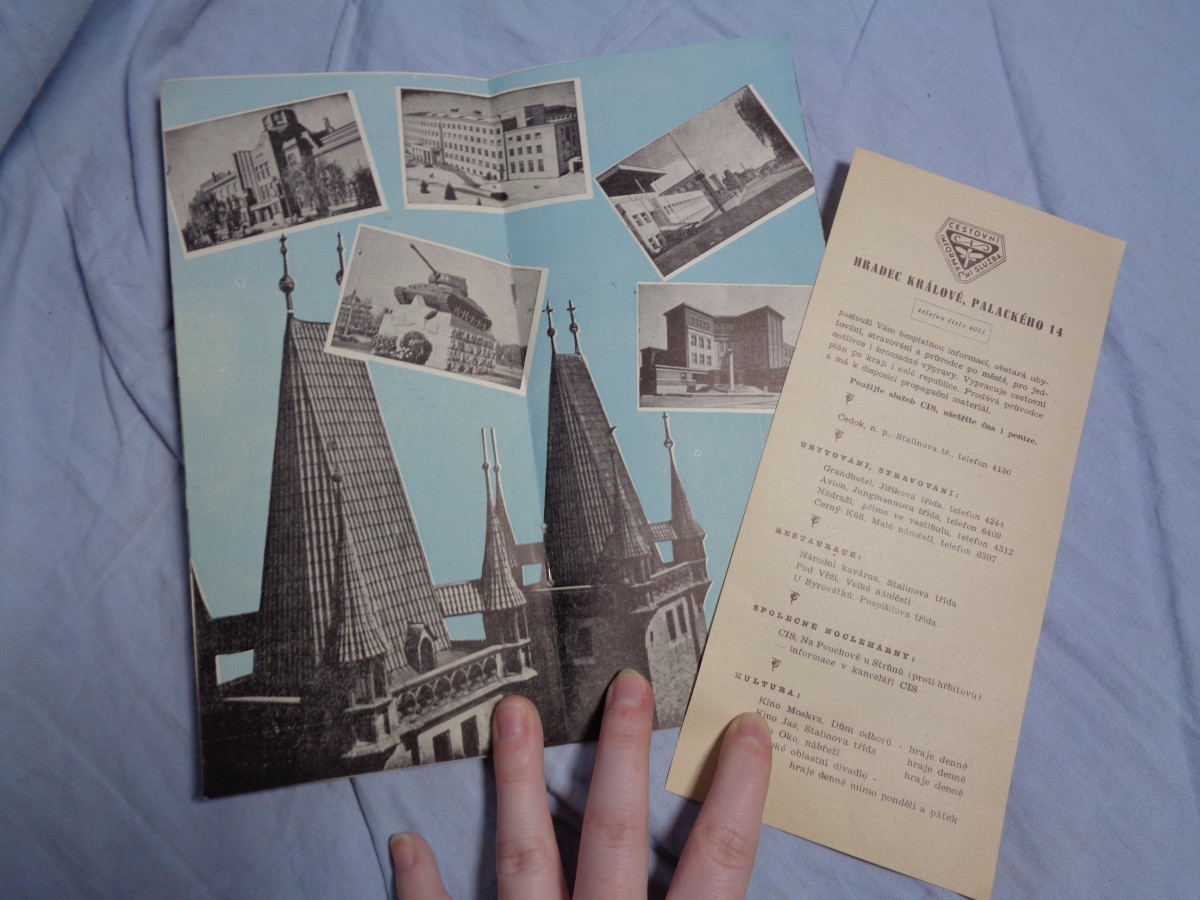 CESTOVNÍ
CIS
INFORMAČNÍ SLUŽBA
HRADEC KRÁLOVÉ, PALACKÉHO 14
telefon číslo
poslouží Vám bezplatnou informací, obstará uby-
tování, stravování a průvodce po městě, pro jed-
notlivce i hromadné výpravy. Vypracuje cestovní
plán po kraji i celé republice. Prodává průvodce
a má k disposici propagační materiál.
Použijte služeb CIS, ušetříte čas i peníze.
Čedok, n. p., Stalinova tř., telefon 4130
UBYTOVÁNÍ, STRAVOVÁNÍ:
Grandhotel, Jiříkova třída, telefon 4244
Avion, Jungmannova třída, telefon 6409
Nádraží, přímo ve vestibulu, telefon 4312
Černý Kůň, Malé náměstí, telefon 6307
RESTAURACE:
Národní kavárna, Stalinova třída
Pod Věží, Velké náměstí
U Syrovátků, Pospíšilova třída
SPOLEČNÉ NOCLEHÁRNY:
CIS, Na Pouchově u Strůnů (proti hřbitovu)
informace v kanceláři CIS
KULTURA:
Kino Moskva, Dům odborů - hraje denně
Kino Jas, Stalinova třída hraje denně
Oko, nábřeží hraje denně
oblastní divadlo -
hraje denně mimo pondělí a pátek